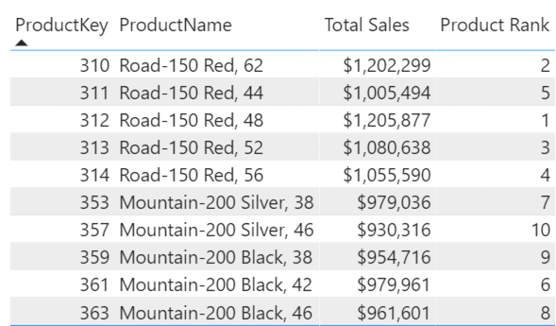 ProductKey ProductName Total Sales Product Rank
310 Road-150 Red, 62 $1,202,299 2
311 Road-150 Red, 44 $1,005,494 5
312 Road-150 Red, 48 $1,205,877 1
313 Road-150 Red, 52 $1,080,638 3
314 Road-150 Red, 56 $1,055,590 4
353 Mountain-200 Silver, 38 $979,036 7
357 Mountain-200 Silver, 46 $930,316 10
359 Mountain-200 Black, 38 $954,716 9
361 Mountain-200 Black, 42 $979,961 6
363 Mountain-200 Black, 46 $961,601 8